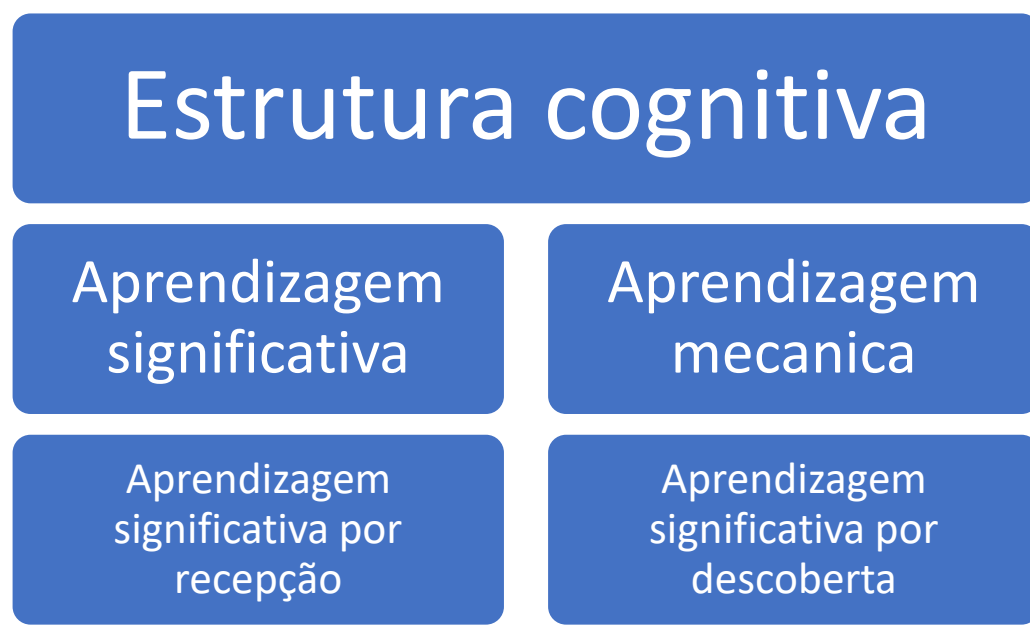 Estrutura cognitiva
Aprendizagem
significativa
Aprendizagem
mecanica
Aprendizagem
significativa por
recepção
Aprendizagem
significativa por
descoberta